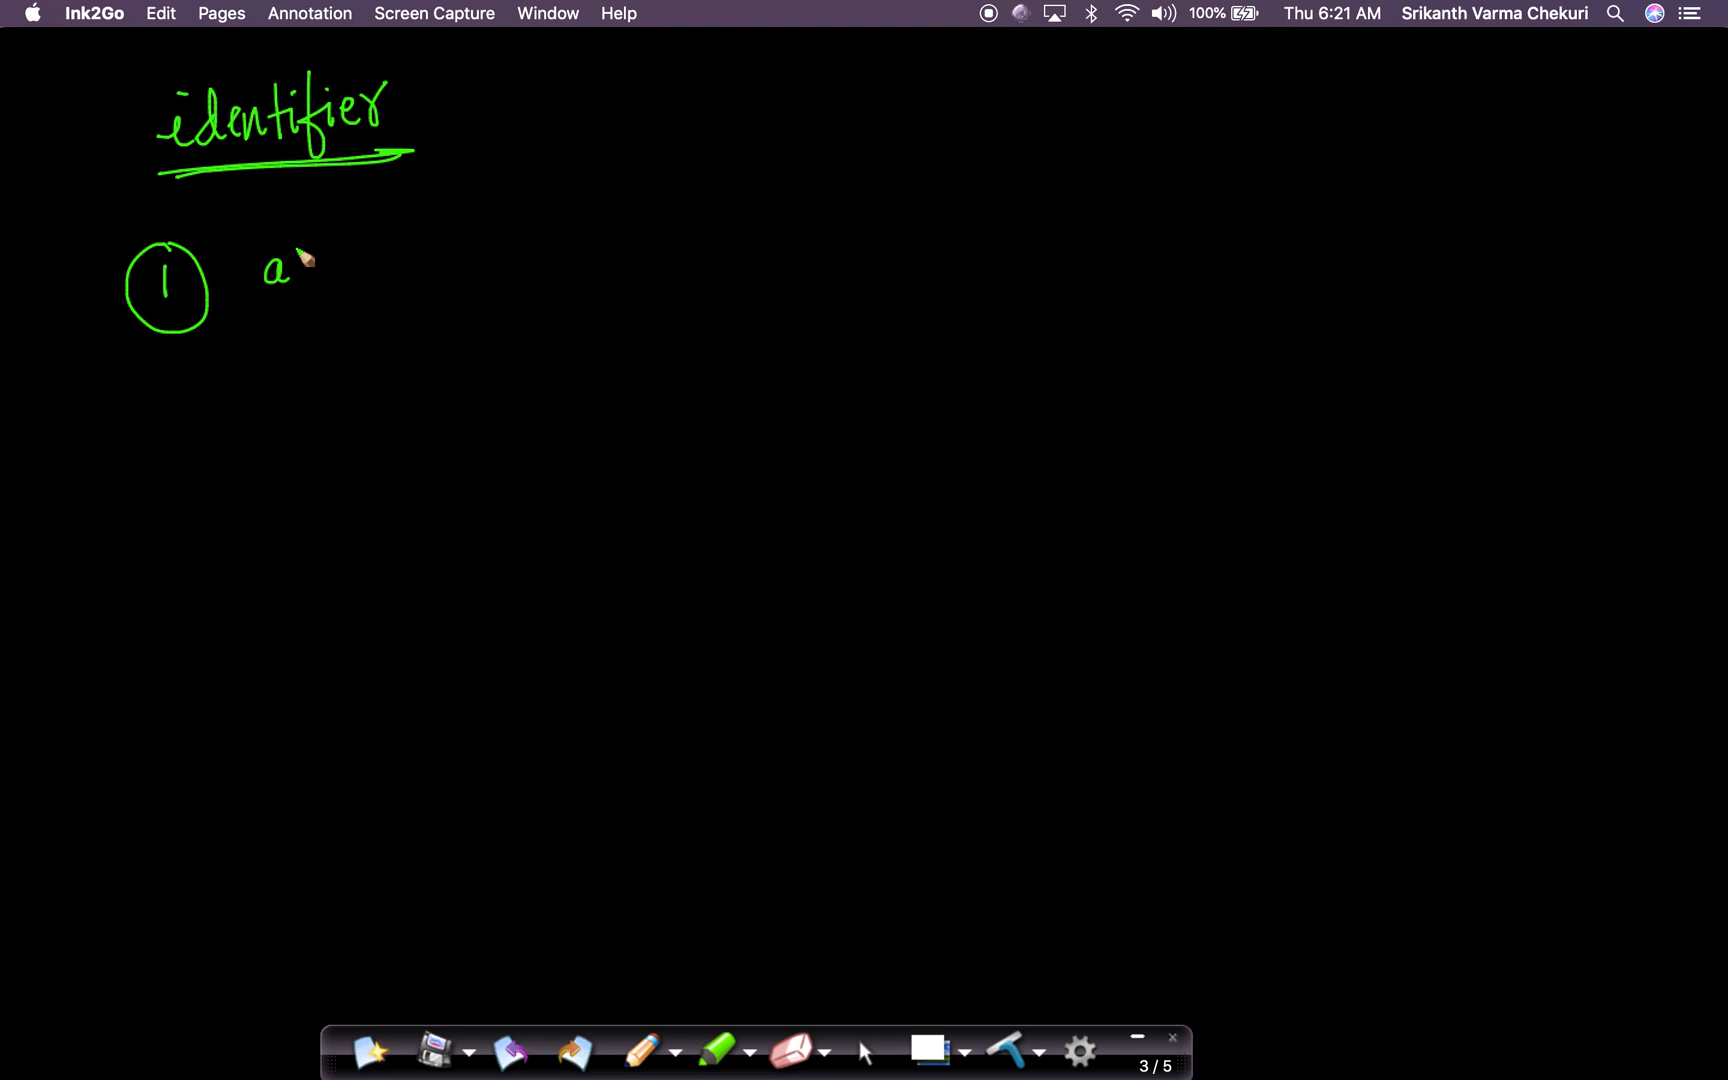 Ink2Go Edit Pages Annotation Screen Capture Window Help 100% Thu 6:21 AM Srikanth Varma Chekuri
identifier
1 a
3 / 5